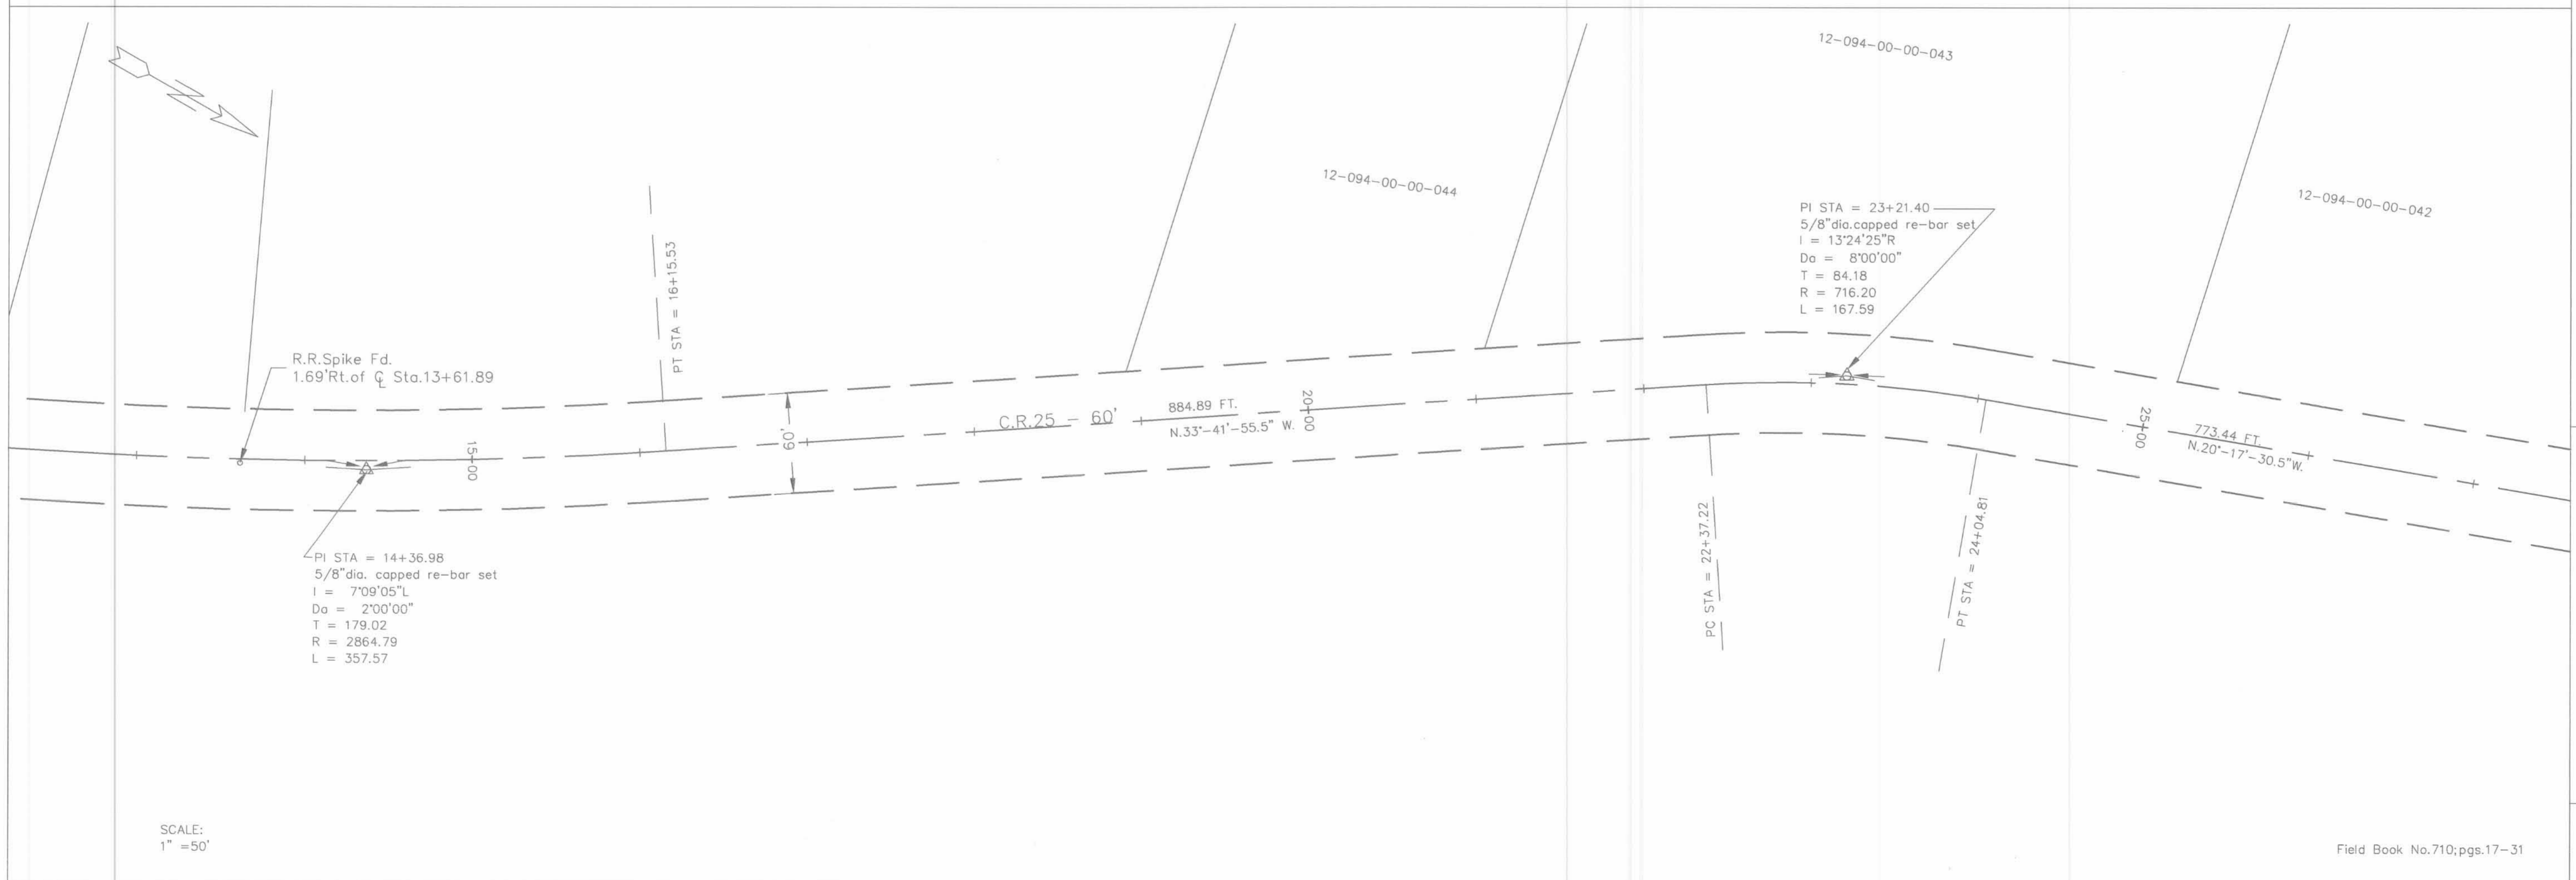 12-094-00-00-043
12-094-00-00-044
12-094-00-00-042
PI STA = 23+21.40
5/8"dia.capped re-bar set
I = 13°24'25"R
Da = 8°00'00"
T = 84.18
R = 716.20
L = 167.59
PT STA = 16+15.53
R.R.Spike Fd.
1.69'Rt.of ℄ Sta.13+61.89
15+00
60'
C.R.25 - 60'
884.89 FT.
N.33°-41'-55.5" W.
20+00
25+00
773.44 FT.
N.20°-17'-30.5"W.
PC STA = 22+37.22
PT STA = 24+04.81
PI STA = 14+36.98
5/8"dia. capped re-bar set
I = 7°09'05"L
Da = 2°00'00"
T = 179.02
R = 2864.79
L = 357.57
SCALE:
1" =50'
Field Book No.710;pgs.17-31
N